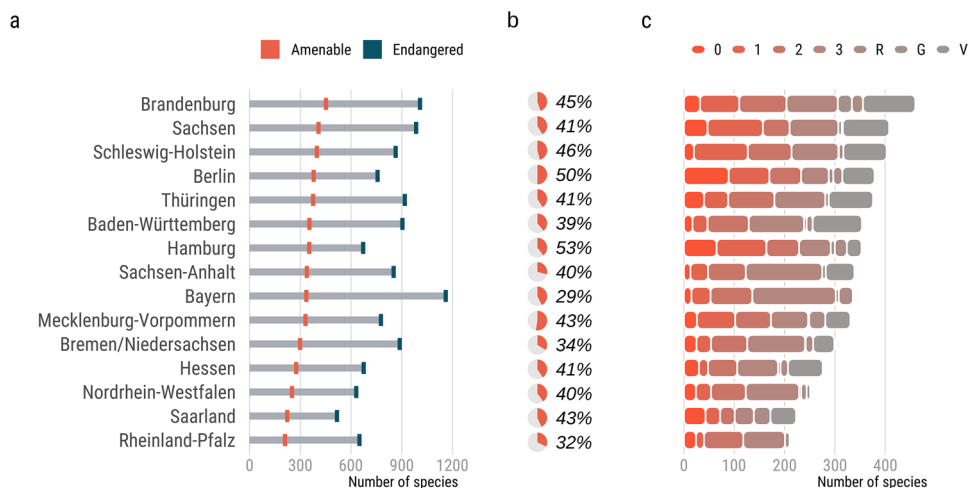 a
b
c
Amenable Endangered
0 1 2 3 R G V
Brandenburg 45%
Sachsen 41%
Schleswig-Holstein 46%
Berlin 50%
Thüringen 41%
Baden-Württemberg 39%
Hamburg 53%
Sachsen-Anhalt 40%
Bayern 29%
Mecklenburg-Vorpommern 43%
Bremen/Niedersachsen 34%
Hessen 41%
Nordrhein-Westfalen 40%
Saarland 43%
Rheinland-Pfalz 32%
0 300 600 900 1200
Number of species
0 100 200 300 400
Number of species